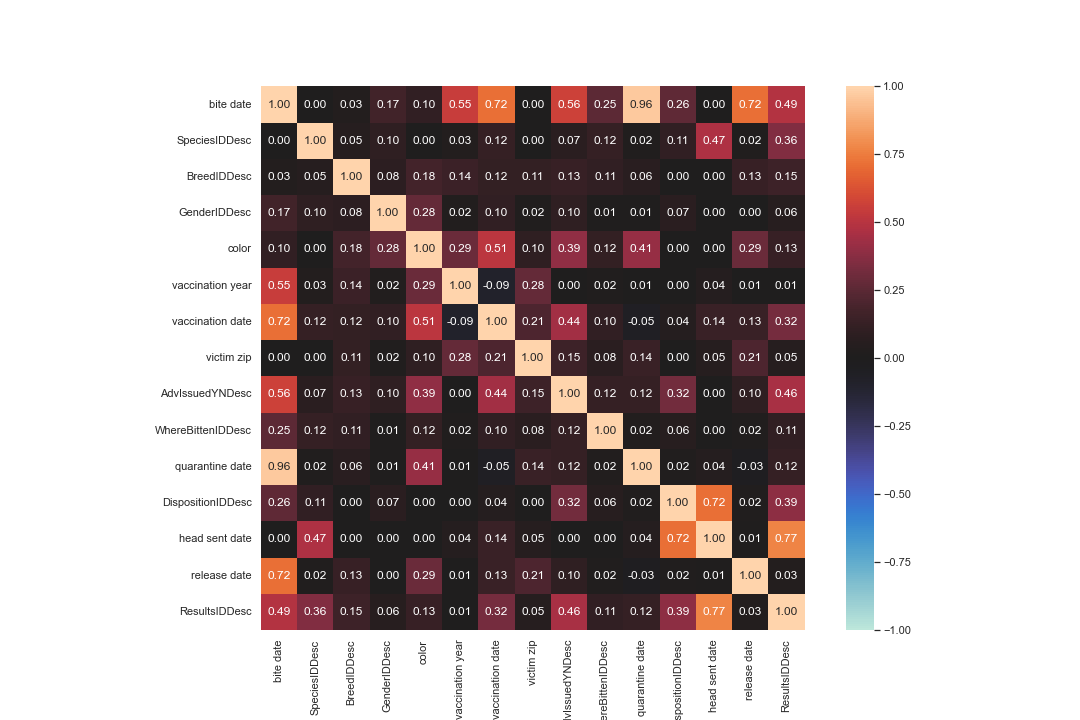 bite date 1.00 0.00 0.03 0.17 0.10 0.55 0.72 0.00 0.56 0.25 0.96 0.26 0.00 0.72 0.49
SpeciesIDDesc 0.00 1.00 0.05 0.10 0.00 0.03 0.12 0.00 0.07 0.12 0.02 0.11 0.47 0.02 0.36
BreedIDDesc 0.03 0.05 1.00 0.08 0.18 0.14 0.12 0.11 0.13 0.11 0.06 0.00 0.00 0.13 0.15
GenderIDDesc 0.17 0.10 0.08 1.00 0.28 0.02 0.10 0.02 0.10 0.01 0.01 0.07 0.00 0.00 0.06
color 0.10 0.00 0.18 0.28 1.00 0.29 0.51 0.10 0.39 0.12 0.41 0.00 0.00 0.29 0.13
vaccination year 0.55 0.03 0.14 0.02 0.29 1.00 -0.09 0.28 0.00 0.02 0.01 0.00 0.04 0.01 0.01
vaccination date 0.72 0.12 0.12 0.10 0.51 -0.09 1.00 0.21 0.44 0.10 -0.05 0.04 0.14 0.13 0.32
victim zip 0.00 0.00 0.11 0.02 0.10 0.28 0.21 1.00 0.15 0.08 0.14 0.00 0.05 0.21 0.05
AdvIssuedYNDesc 0.56 0.07 0.13 0.10 0.39 0.00 0.44 0.15 1.00 0.12 0.12 0.32 0.00 0.10 0.46
WhereBittenIDDesc 0.25 0.12 0.11 0.01 0.12 0.02 0.10 0.08 0.12 1.00 0.02 0.06 0.00 0.02 0.11
quarantine date 0.96 0.02 0.06 0.01 0.41 0.01 -0.05 0.14 0.12 0.02 1.00 0.02 0.04 -0.03 0.12
DispositionIDDesc 0.26 0.11 0.00 0.07 0.00 0.00 0.04 0.00 0.32 0.06 0.02 1.00 0.72 0.02 0.39
head sent date 0.00 0.47 0.00 0.00 0.00 0.04 0.14 0.05 0.00 0.00 0.04 0.72 1.00 0.01 0.77
release date 0.72 0.02 0.13 0.00 0.29 0.01 0.13 0.21 0.10 0.02 -0.03 0.02 0.01 1.00 0.03
ResultsIDDesc 0.49 0.36 0.15 0.06 0.13 0.01 0.32 0.05 0.46 0.11 0.12 0.39 0.77 0.03 1.00
bite date
SpeciesIDDesc
BreedIDDesc
GenderIDDesc
color
vaccination year
vaccination date
victim zip
dvIssuedYNDesc
ereBittenIDDesc
quarantine date
spositionIDDesc
head sent date
release date
ResultsIDDesc
1.00
0.75
0.50
0.25
0.00
−0.25
−0.50
−0.75
−1.00